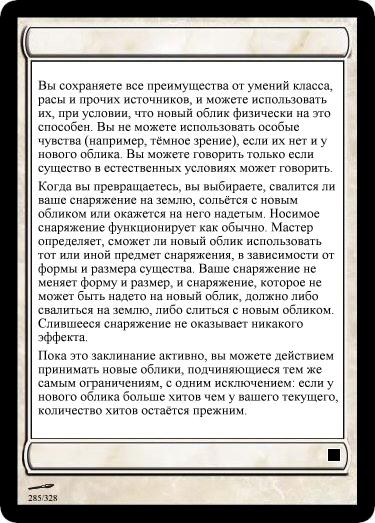 Вы сохраняете все преимущества от умений класса,
расы и прочих источников, и можете использовать
их, при условии, что новый облик физически на это
способен. Вы не можете использовать особые
чувства (например, тёмное зрение), если их нет и у
нового облика. Вы можете говорить только если
существо в естественных условиях может говорить.
Когда вы превращаетесь, вы выбираете, свалится ли
ваше снаряжение на землю, сольётся с новым
обликом или окажется на него надетым. Носимое
снаряжение функционирует как обычно. Мастер
определяет, сможет ли новый облик использовать
тот или иной предмет снаряжения, в зависимости от
формы и размера существа. Ваше снаряжение не
меняет форму и размер, и снаряжение, которое не
может быть надето на новый облик, должно либо
свалиться на землю, либо слиться с новым обликом.
Слившееся снаряжение не оказывает никакого
эффекта.
Пока это заклинание активно, вы можете действием
принимать новые облики, подчиняющиеся тем же
самым ограничениям, с одним исключением: если у
нового облика больше хитов чем у вашего текущего,
количество хитов остаётся прежним.
285/328